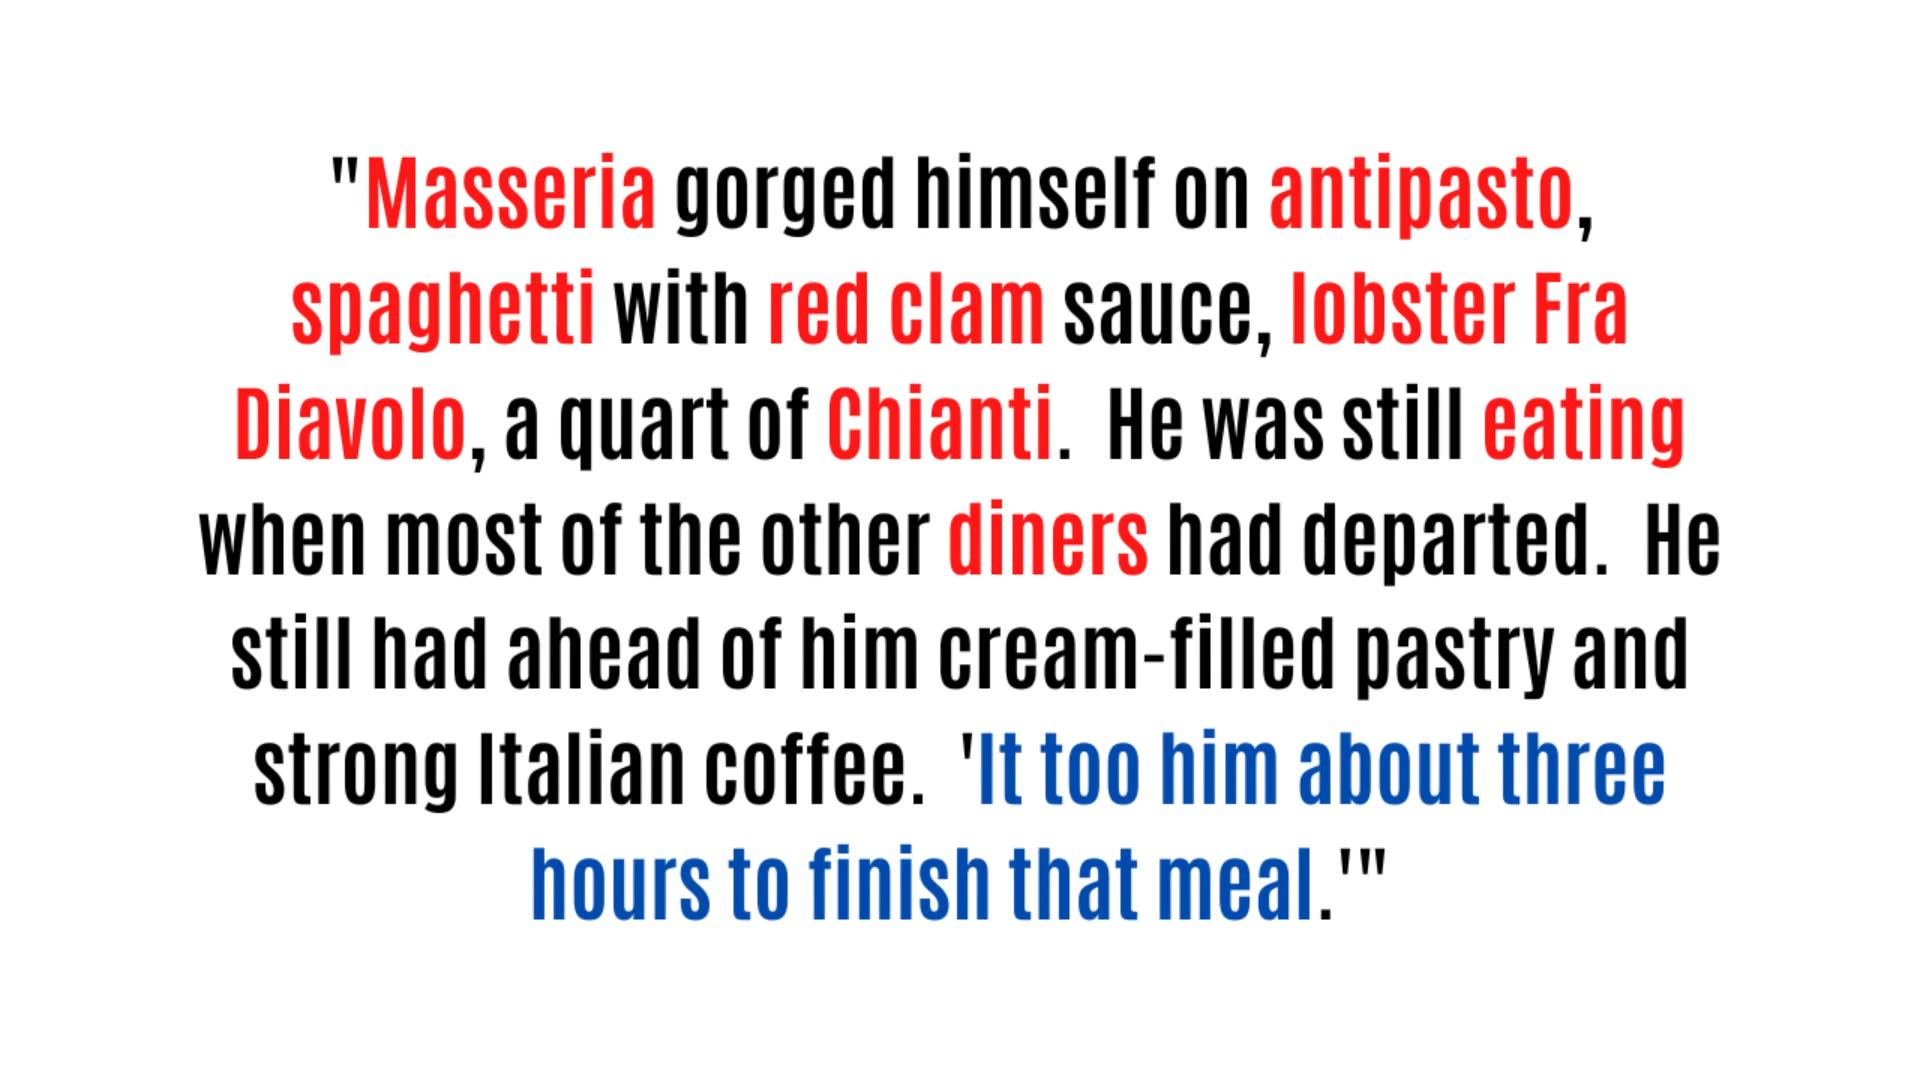 "Masseria gorged himself on antipasto,
spaghetti with red clam sauce, lobster Fra
Diavolo, a quart of Chianti.  He was still eating
when most of the other diners had departed.  He
still had ahead of him cream-filled pastry and
strong Italian coffee.  'It too him about three
hours to finish that meal.'"